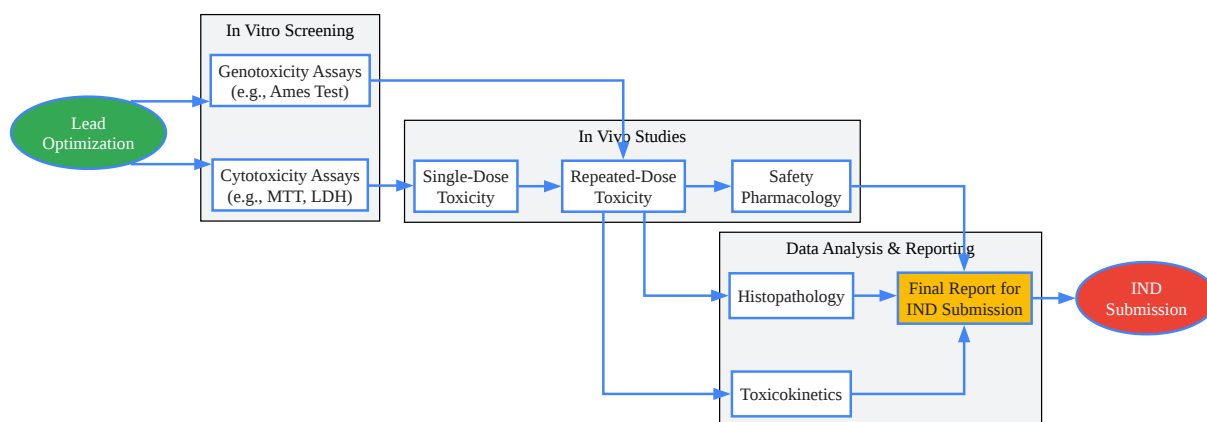 In Vitro Screening
Genotoxicity Assays
(e.g., Ames Test)
Lead
Optimization
Cytotoxicity Assays
(e.g., MTT, LDH)
In Vivo Studies
Single-Dose
Toxicity
Repeated-Dose
Toxicity
Safety
Pharmacology
Data Analysis & Reporting
Histopathology
Final Report for
IND Submission
IND
Submission
Toxicokinetics